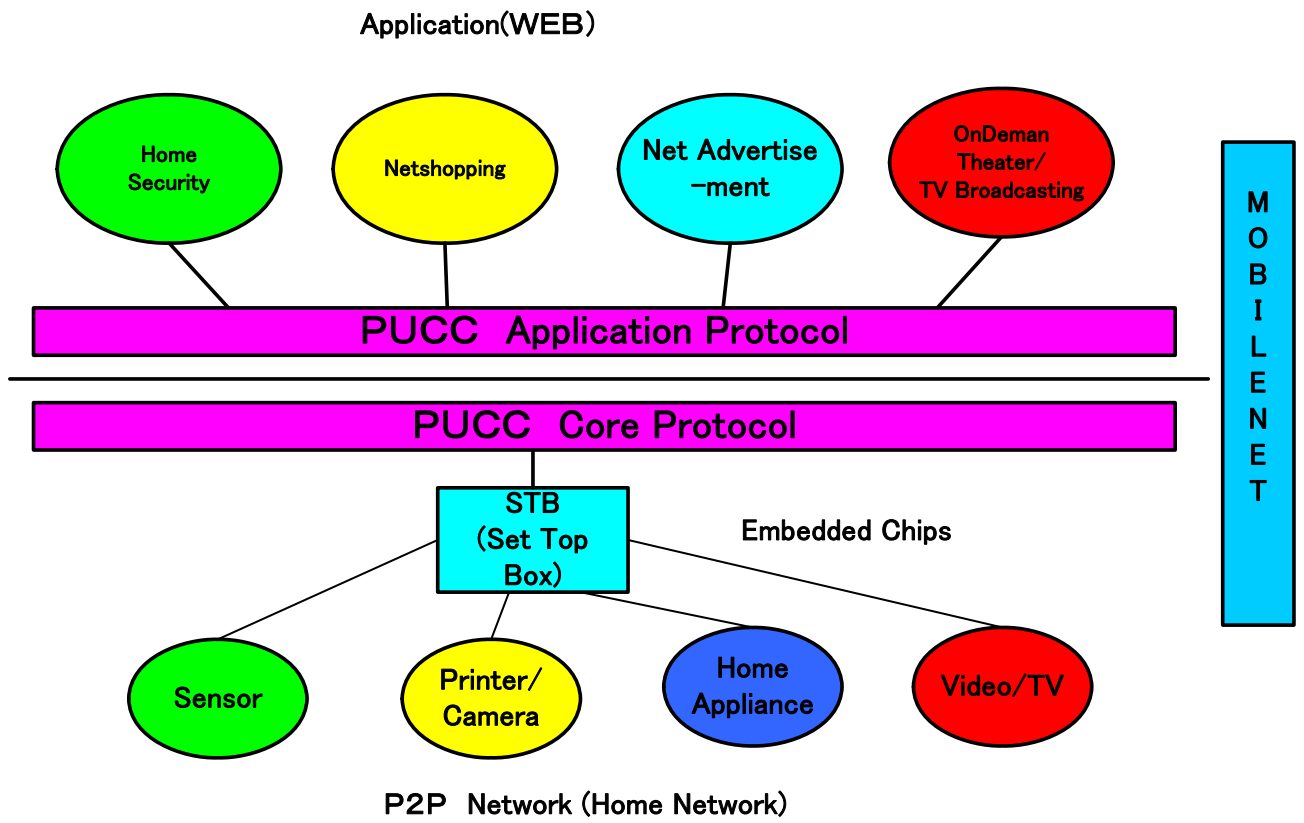 Application(WEB)
Home
Security
Netshopping
Net Advertise
-ment
OnDeman
Theater/
TV Broadcasting
PUCC Application Protocol
PUCC Core Protocol
M
O
B
I
L
E
N
E
T
STB
(Set Top
Box)
Embedded Chips
Sensor
Printer/
Camera
Home
Appliance
Video/TV
P2P Network (Home Network)